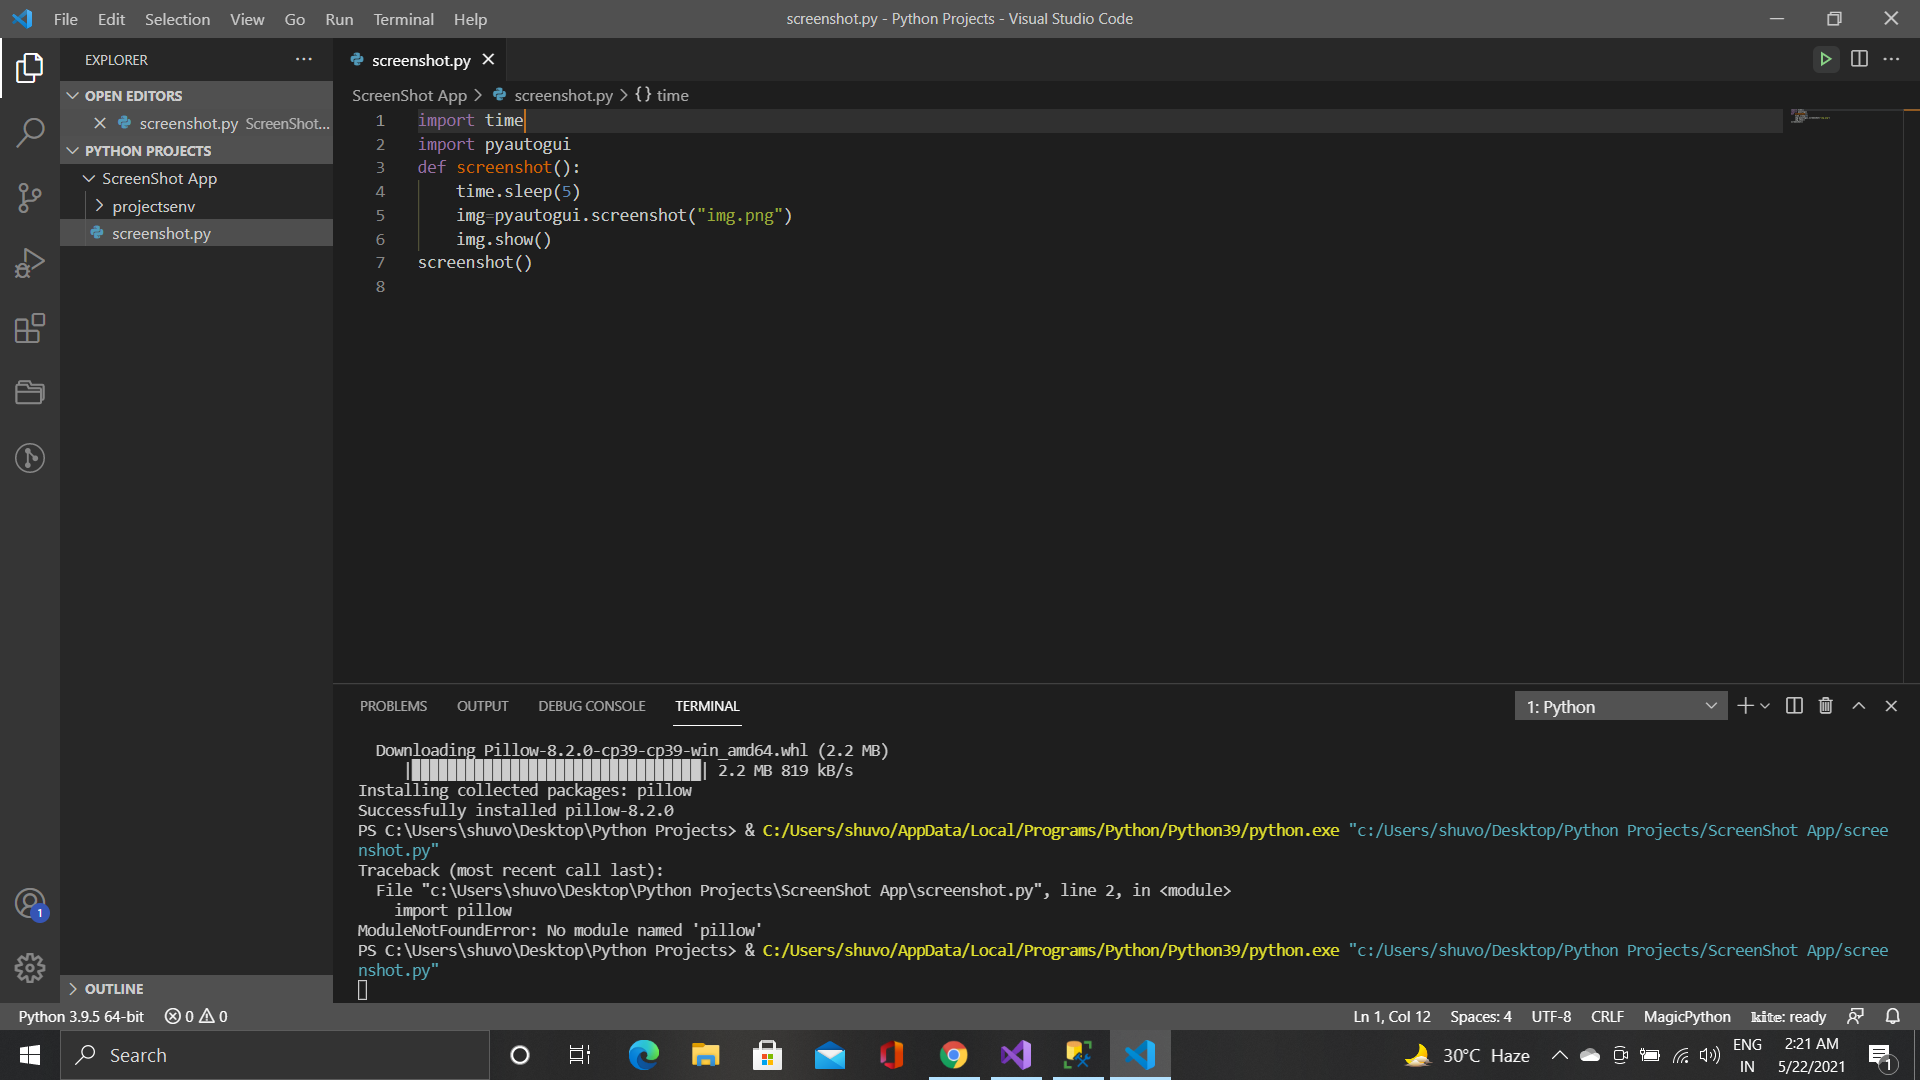 File Edit Selection View Go Run Terminal Help
screenshot.py - Python Projects - Visual Studio Code
EXPLORER
OPEN EDITORS
screenshot.py ScreenShot...
PYTHON PROJECTS
ScreenShot App
projectsenv
screenshot.py
OUTLINE
screenshot.py
ScreenShot App > screenshot.py > {} time
1 import time
2 import pyautogui
3 def screenshot():
4 time.sleep(5)
5 img=pyautogui.screenshot("img.png")
6 img.show()
7 screenshot()
8
PROBLEMS OUTPUT DEBUG CONSOLE TERMINAL
1: Python
Downloading Pillow-8.2.0-cp39-cp39-win_amd64.whl (2.2 MB)
|████████████████████████████████| 2.2 MB 819 kB/s
Installing collected packages: pillow
Successfully installed pillow-8.2.0
PS C:\Users\shuvo\Desktop\Python Projects> & C:/Users/shuvo/AppData/Local/Programs/Python/Python39/python.exe "c:/Users/shuvo/Desktop/Python Projects/ScreenShot App/scree
nshot.py"
Traceback (most recent call last):
File "c:\Users\shuvo\Desktop\Python Projects\ScreenShot App\screenshot.py", line 2, in <module>
import pillow
ModuleNotFoundError: No module named 'pillow'
PS C:\Users\shuvo\Desktop\Python Projects> & C:/Users/shuvo/AppData/Local/Programs/Python/Python39/python.exe "c:/Users/shuvo/Desktop/Python Projects/ScreenShot App/scree
nshot.py"
1
Python 3.9.5 64-bit 0 0
Ln 1, Col 12 Spaces: 4 UTF-8 CRLF MagicPython kite: ready
Search
30°C Haze
ENG
IN
2:21 AM
5/22/2021
1